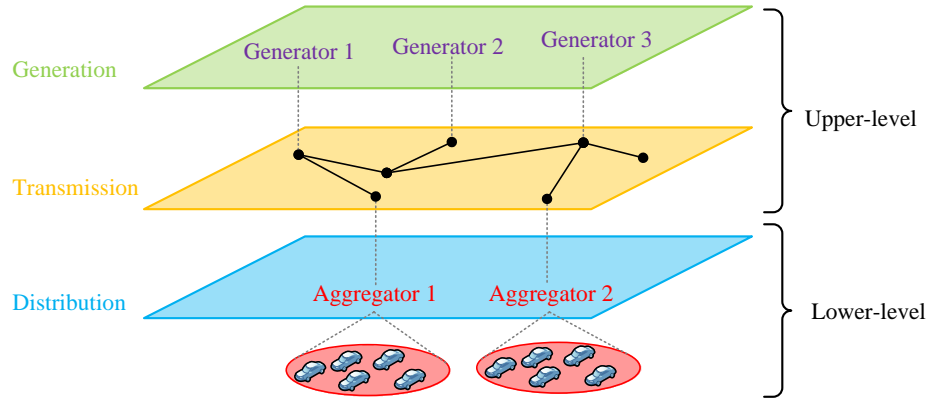 Generator 1
Generator 2
Generator 3
Generation
Upper-level
Transmission
Distribution
Aggregator 1
Aggregator 2
Lower-level